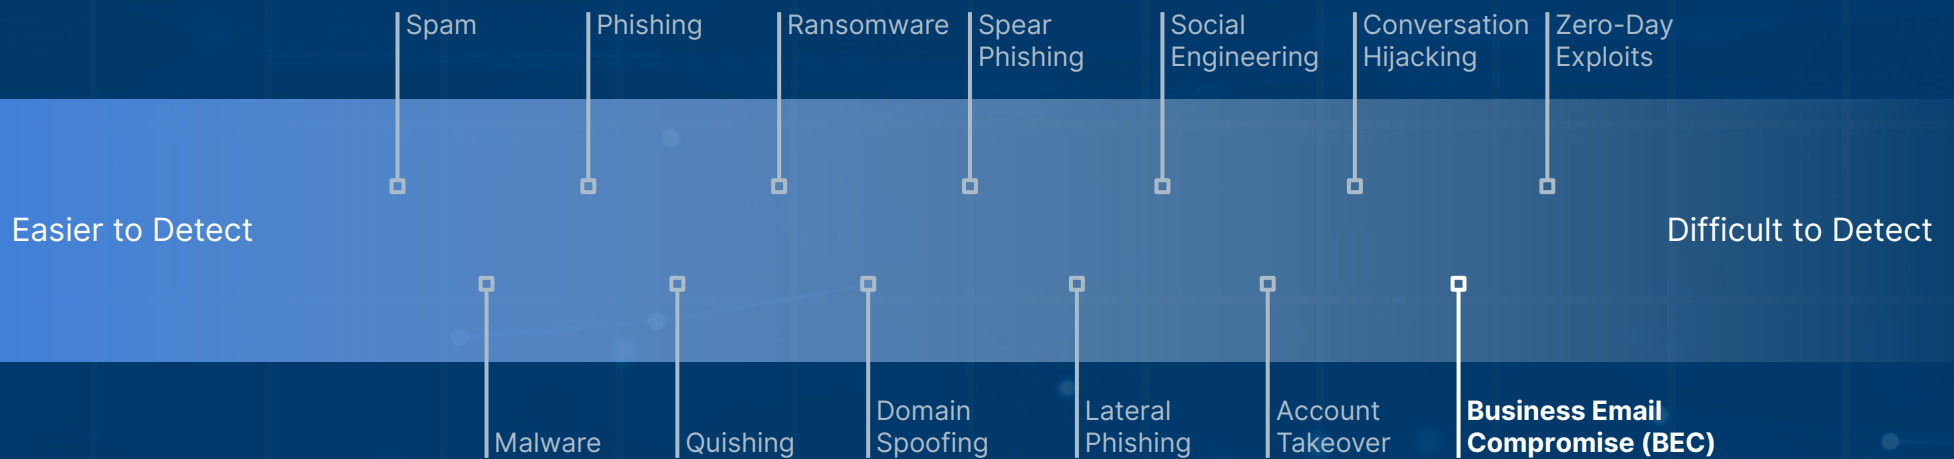 Spam
Phishing
Ransomware
Spear
Phishing
Social
Engineering
Conversation
Hijacking
Zero-Day
Exploits
Easier to Detect
Difficult to Detect
Malware
Quishing
Domain
Spoofing
Lateral
Phishing
Account
Takeover
Business Email
Compromise (BEC)